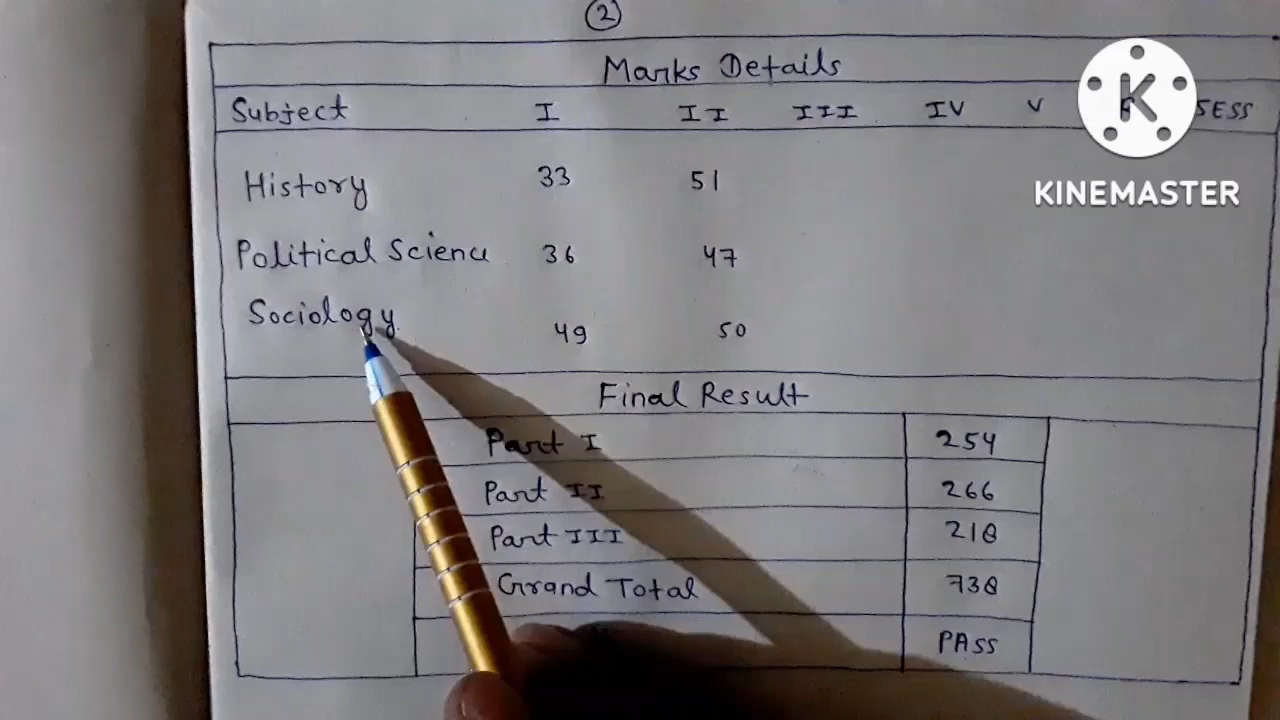 2
Marks Details
Subject I II III IV V SESS
History 33 51
Political Science 36 47
Sociology 49 50
Final Result
Part I 254
Part II 266
Part III 218
Grand Total 738
PASS
K
KINEMASTER